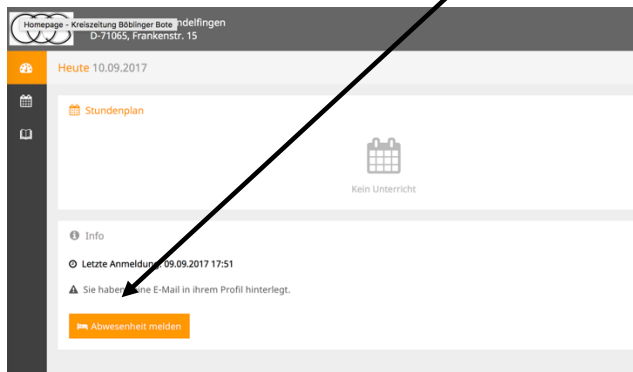 Homepage - Kreiszeitung Böblinger Bote ndelfingen
D-71065, Frankenstr. 15
Heute 10.09.2017
Stundenplan
Kein Unterricht
Info
Letzte Anmeldung: 09.09.2017 17:51
Sie haben ine E-Mail in ihrem Profil hinterlegt.
Abwesenheit melden